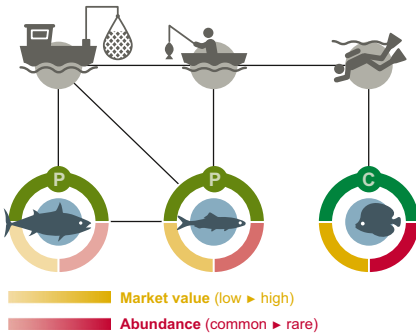 P P C
Market value (low ► high)
Abundance (common ► rare)